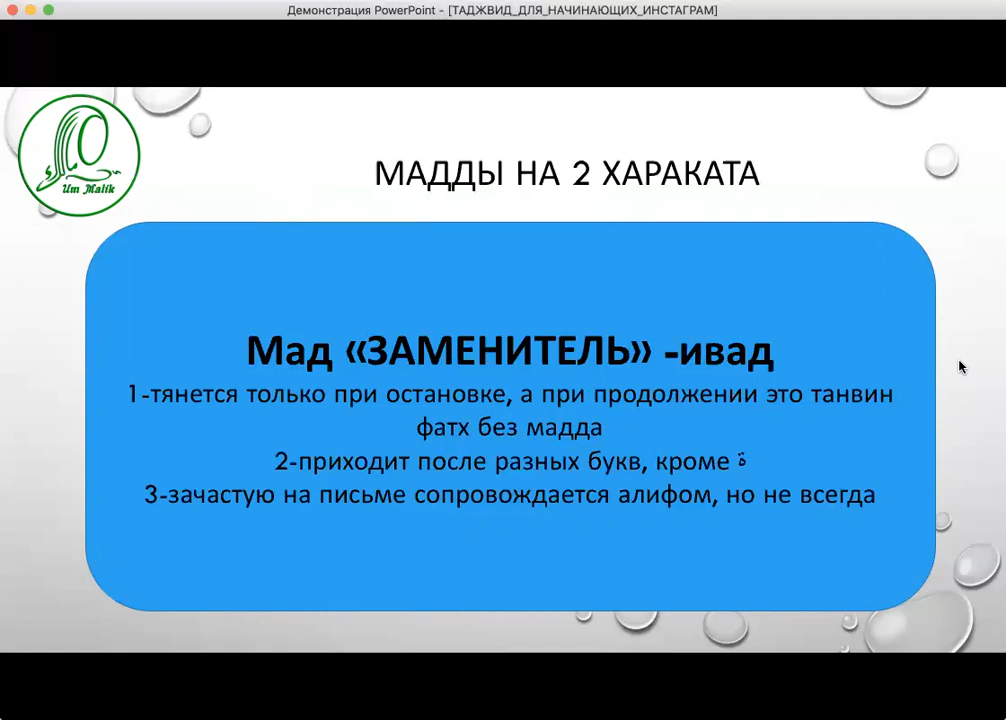 Демонстрация PowerPoint - [ТАДЖВИД_ДЛЯ_НАЧИНАЮЩИХ_ИНСТАГРАМ]
Um Malik
МАДДЫ НА 2 ХАРАКАТА
Мад «ЗАМЕНИТЕЛЬ» -ивад
1-тянется только при остановке, а при продолжении это танвин
фатх без мадда
2-приходит после разных букв, кроме ة
3-зачастую на письме сопровождается алифом, но не всегда